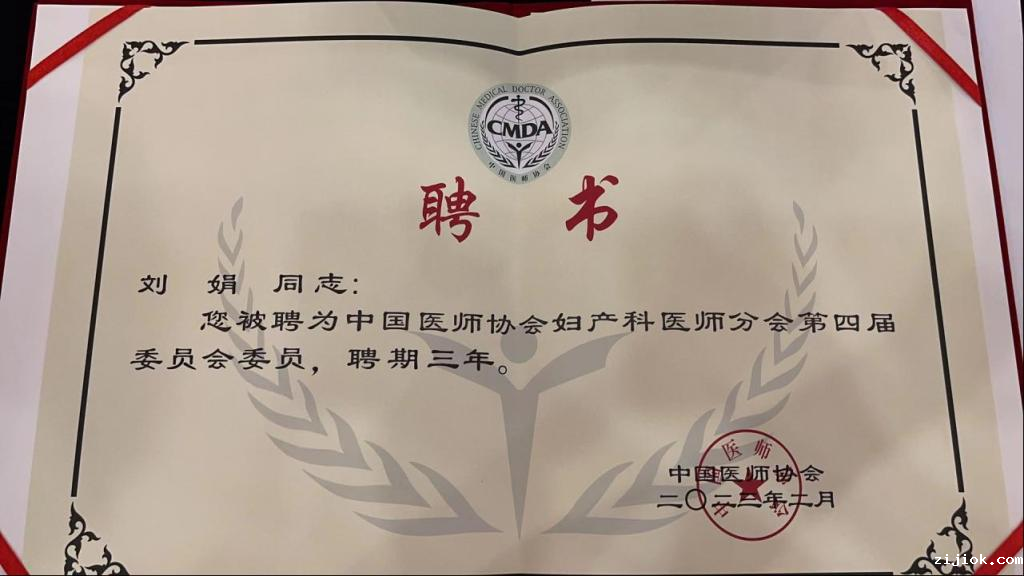 CHINESE MEDICAL DOCTOR ASSOCIATION
CMDA
中国医师协会
聘 书
刘 娟 同志：
您被聘为中国医师协会妇产科医师分会第四届
委员会委员，聘期三年。
中国医师协会
二〇二三年二月
医师
zijiok.com